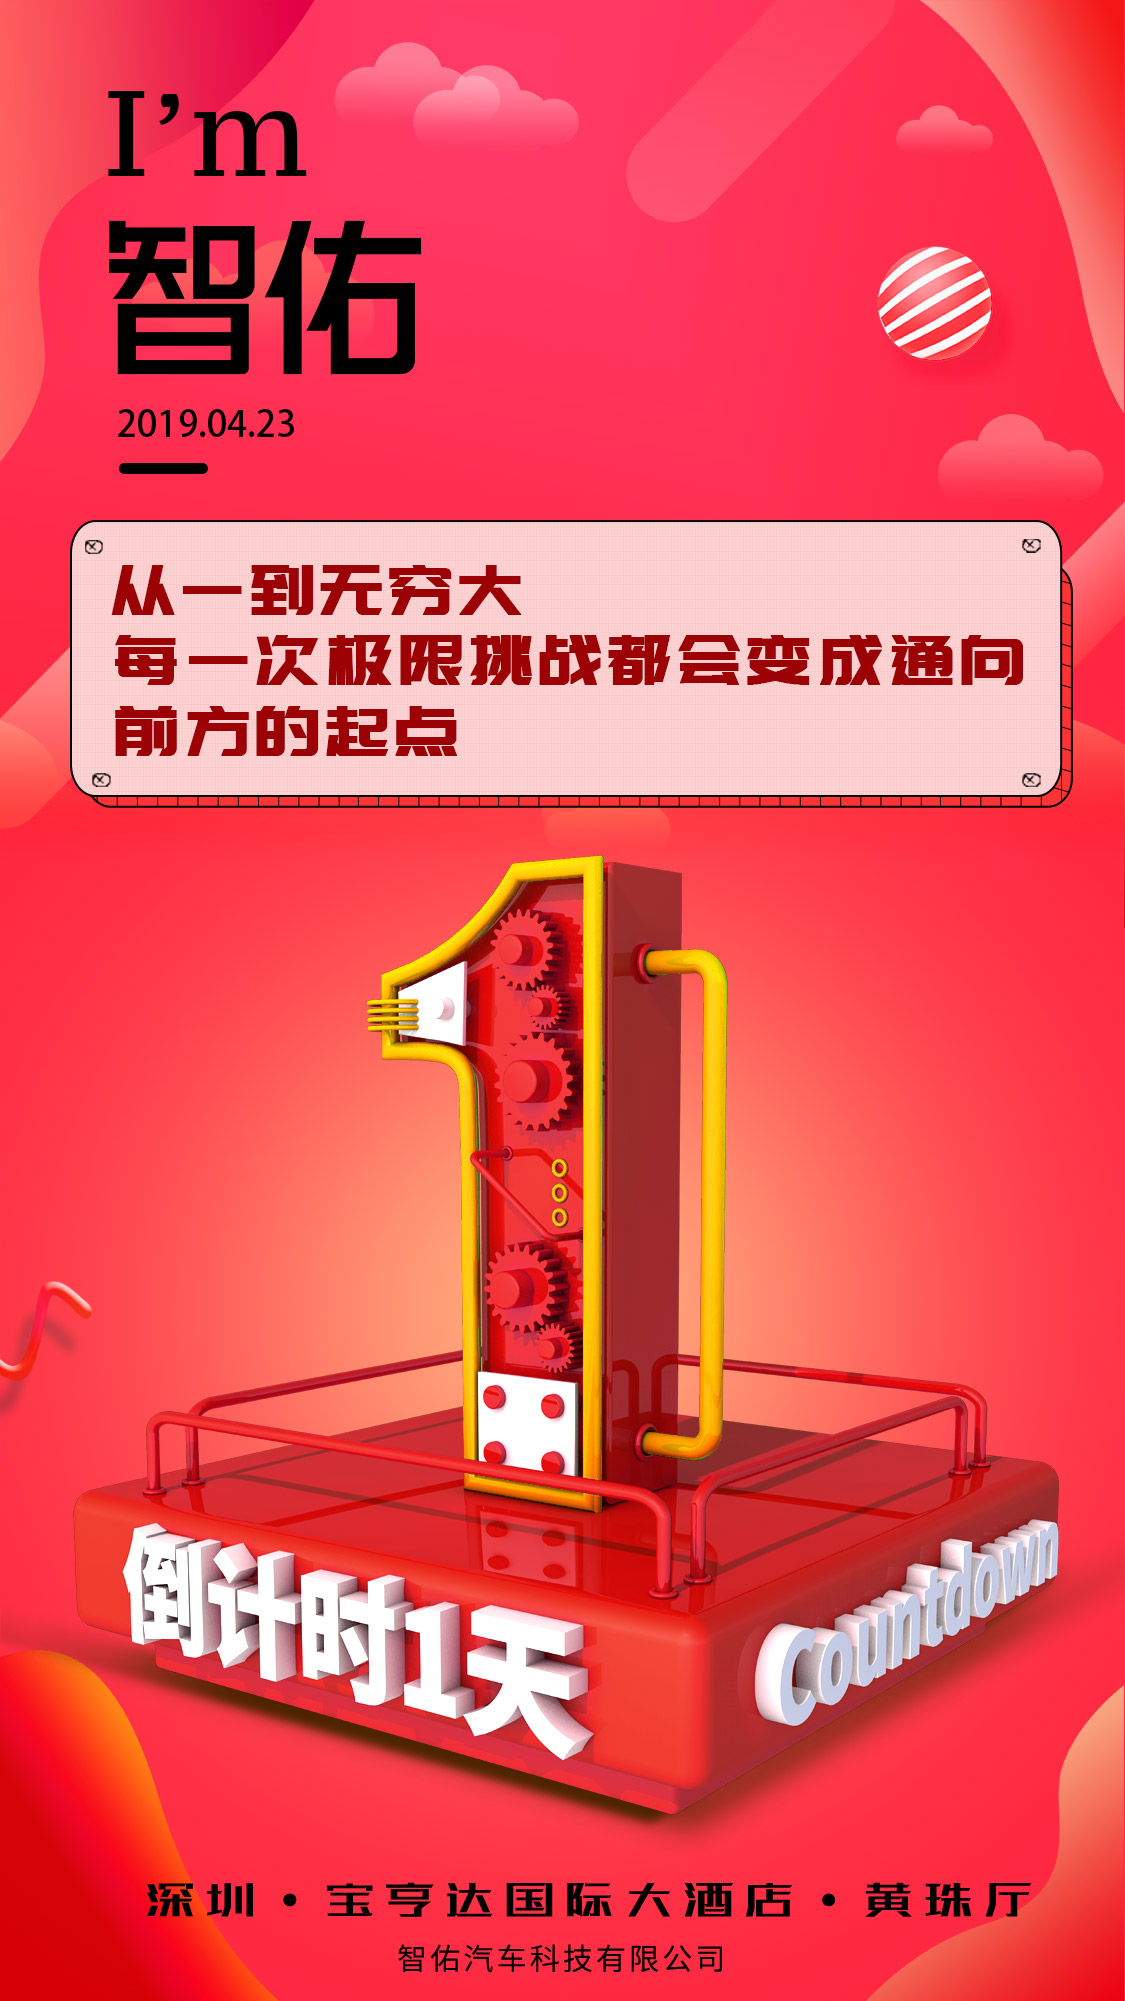 I’m
智佑
2019.04.23
从一到无穷大
每一次极限挑战都会变成通向
前方的起点
倒计时1天
Countdown
深圳·宝亨达国际大酒店·黄珠厅
智佑汽车科技有限公司